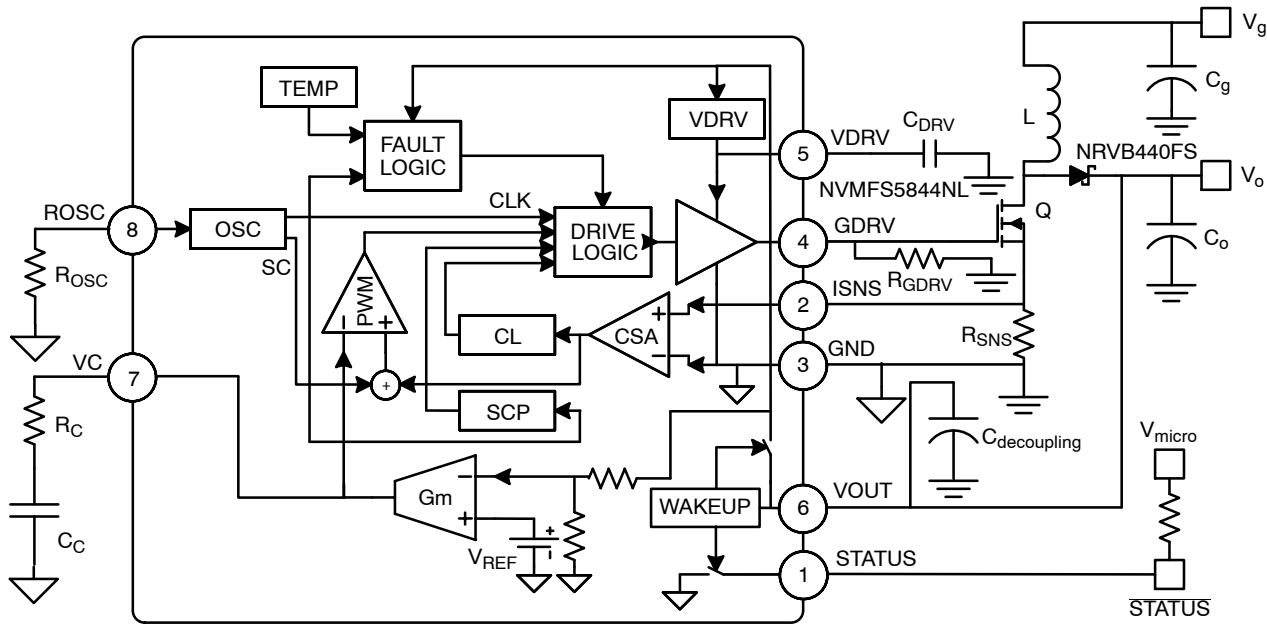 Vg
TEMP
Cg
VDRV
CDRV
L
FAULT
LOGIC
5
VDRV
NRVB440FS
NVMFS5844NL
Vo
ROSC
8
OSC
CLK
DRIVE
LOGIC
4
GDRV
Q
Co
SC
RGDRV
ROSC
PWM
−
+
2
ISNS
CL
CSA
+
−
RSNS
3
GND
VC
7
+
SCP
RC
Cdecoupling
Vmicro
Gm
−
+
WAKEUP
6
VOUT
CC
VREF
+
−
1
STATUS
STATUS